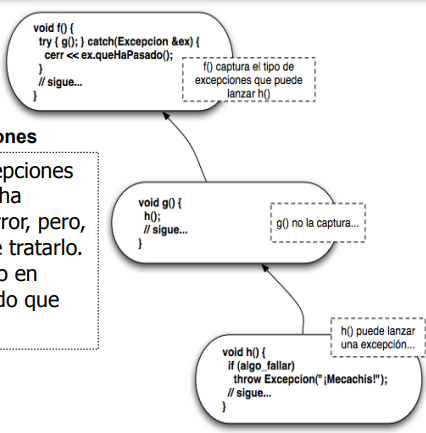 void f() {
try { g(); } catch(Excepcion &ex) {
cerr << ex.queHaPasado();
}
// sigue...
}
f() captura el tipo de
excepciones que puede
lanzar h()
ones
epciones
ha
rror, pero,
e tratarlo.
o en
do que
void g() {
h();
// sigue...
}
g() no la captura...
h() puede lanzar
una excepción...
void h() {
if (algo_fallar)
throw Excepcion("¡Mecachis!");
// sigue...
}